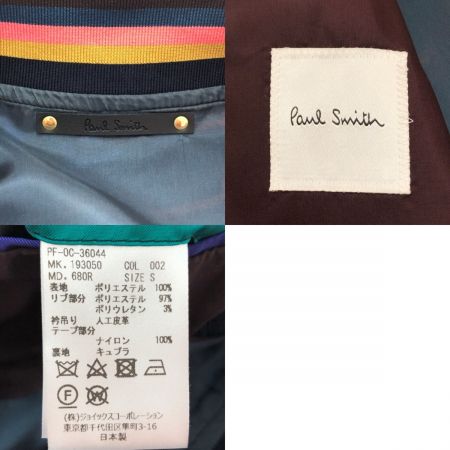 Paul Smith
Paul Smith
PF-OC-36044
MK. 193050 COL 002
MD. 680R SIZE S
表地 ポリエステル 100%
リブ部分 ポリエステル 97%
ポリウレタン 3%
衿吊り 人工皮革
テープ部分
ナイロン 100%
裏地 キュプラ
F W
(株)ジョイックスコーポレーション
東京都千代田区飯田橋3-16
日本製